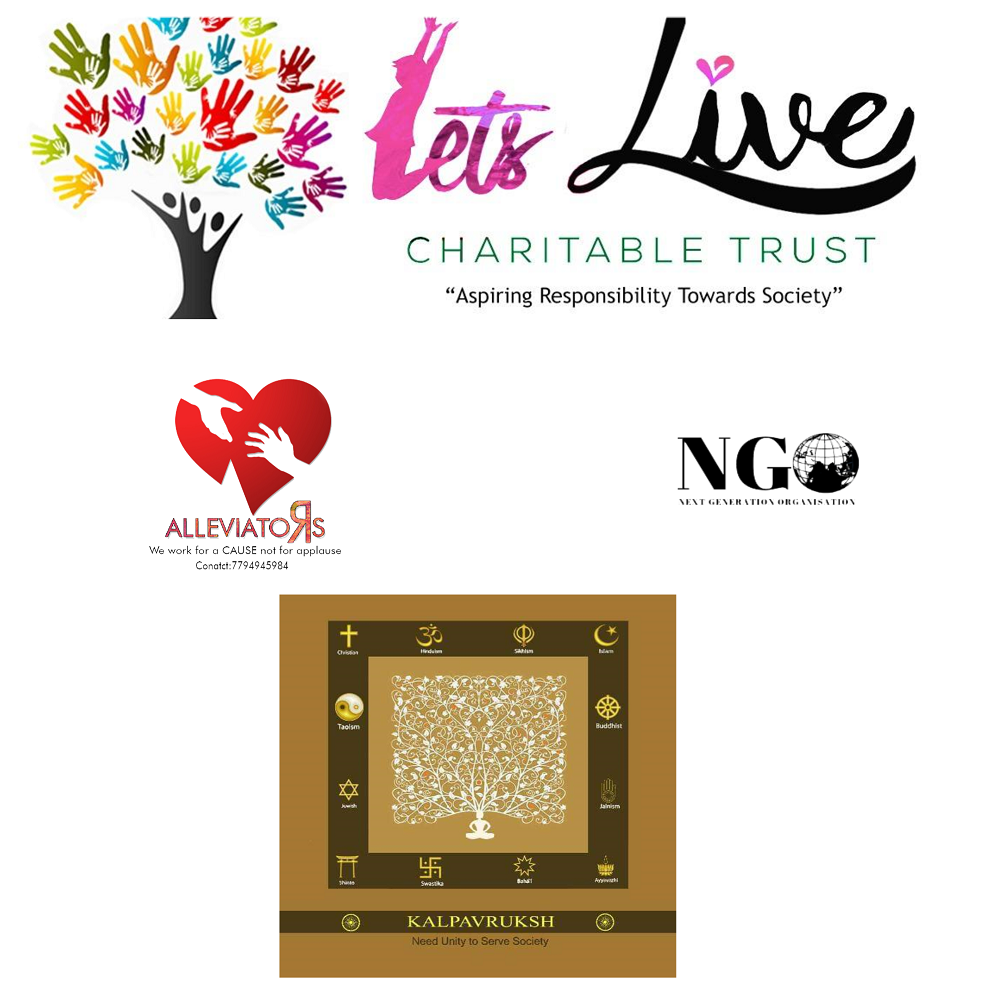 Lets Live
CHARITABLE TRUST
“Aspiring Responsibility Towards Society”
ALLEVIATORS
We work for a CAUSE not for applause
Conatct:7794945984
NGO
NEXT GENERATION ORGANISATION
Christian Hinduism Sikhism Islam
Taoism Buddhist
Jewish Jainism
Shinto Swastika Bahá'í Ayyavazhi
KALPAVRUKSH
Need Unity to Serve Society